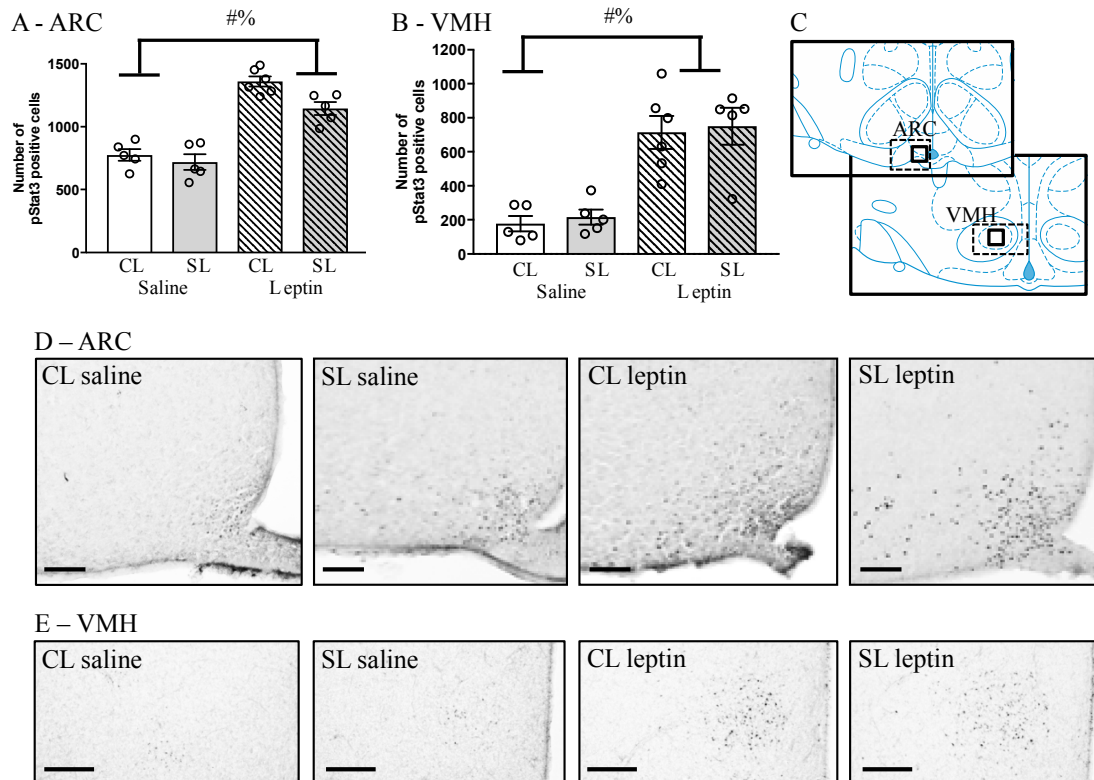 A - ARC
#%
Number of
pStat3 positive cells
1500
1000
500
0
CL
SL
CL
SL
Saline
Leptin
B - VMH
#%
Number of
pStat3 positive cells
1200
1000
800
600
400
200
0
CL
SL
CL
SL
Saline
Leptin
C
ARC
VMH
D – ARC
CL saline
SL saline
CL leptin
SL leptin
E – VMH
CL saline
SL saline
CL leptin
SL leptin